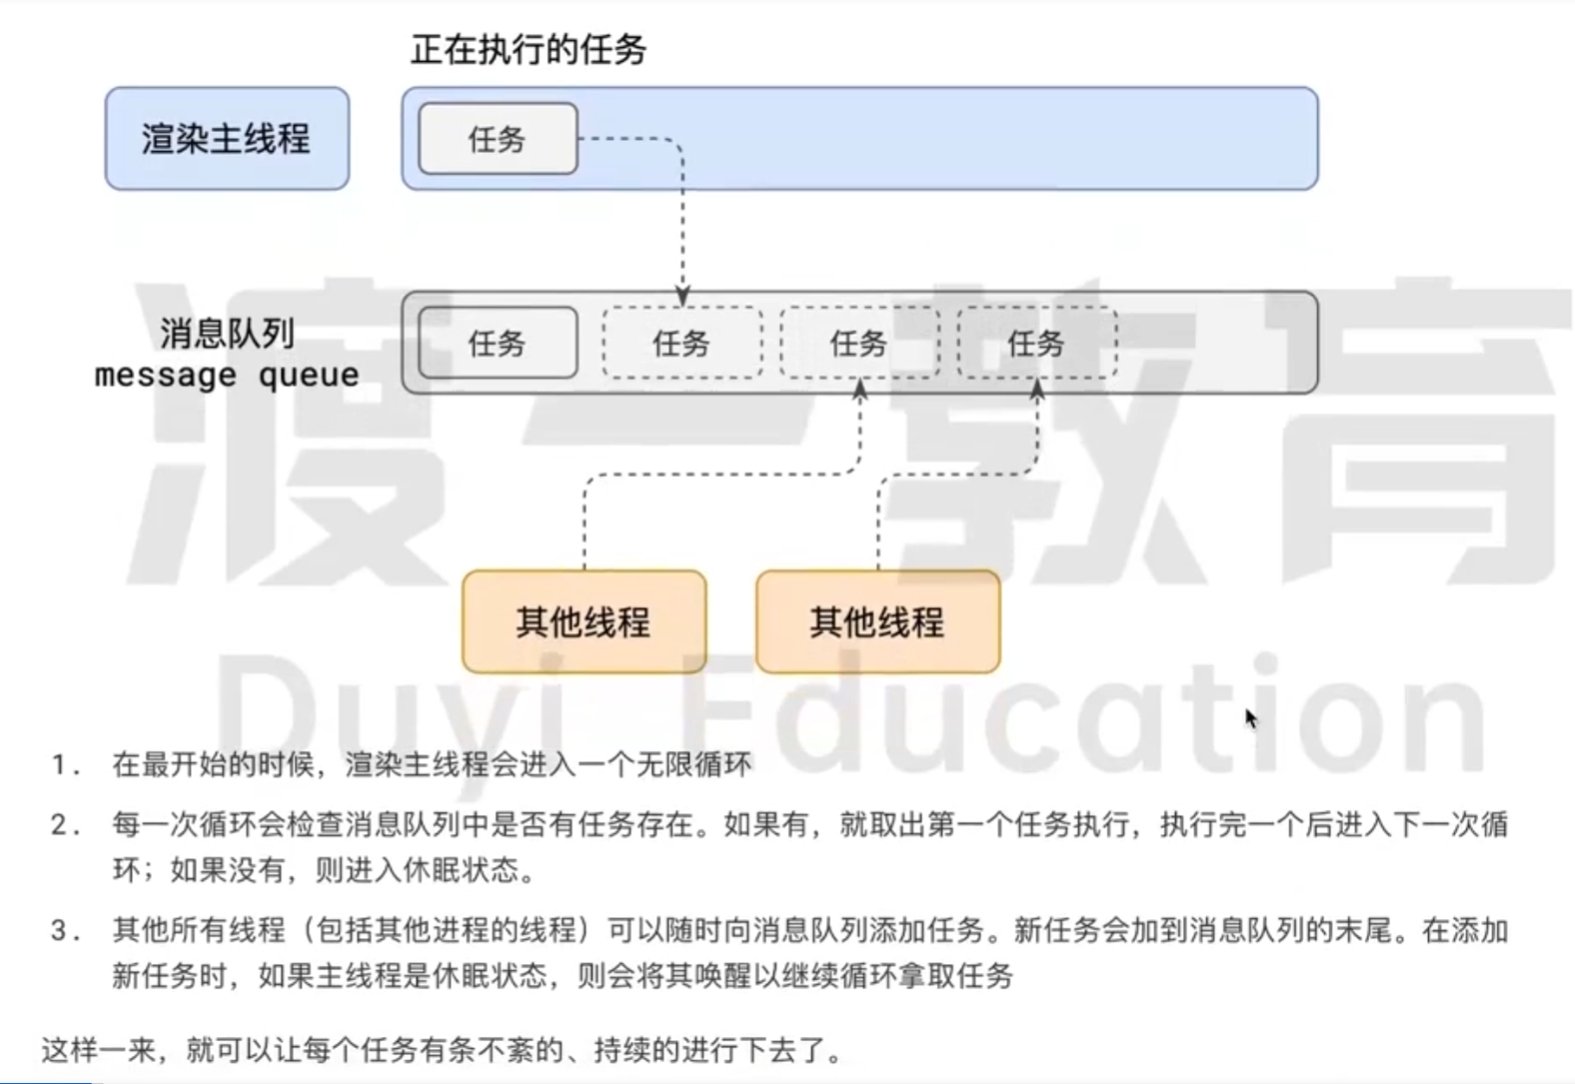 正在执行的任务
渲染主线程
任务
消息队列
message queue
任务
任务
任务
任务
其他线程
其他线程
渡一教育
Duyi Education
1. 在最开始的时候，渲染主线程会进入一个无限循环
2. 每一次循环会检查消息队列中是否有任务存在。如果有，就取出第一个任务执行，执行完一个后进入下一次循
环；如果没有，则进入休眠状态。
3. 其他所有线程（包括其他进程的线程）可以随时向消息队列添加任务。新任务会加到消息队列的末尾。在添加
新任务时，如果主线程是休眠状态，则会将其唤醒以继续循环拿取任务
这样一来，就可以让每个任务有条不紊的、持续的进行下去了。